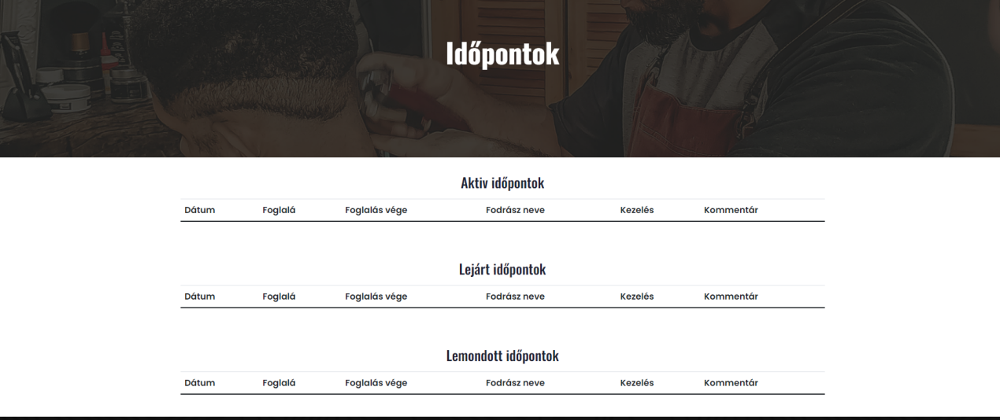 Időpontok
Aktiv időpontok
Dátum Foglalá Foglalás vége Fodrász neve Kezelés Kommentár
Lejárt időpontok
Dátum Foglalá Foglalás vége Fodrász neve Kezelés Kommentár
Lemondott időpontok
Dátum Foglalá Foglalás vége Fodrász neve Kezelés Kommentár